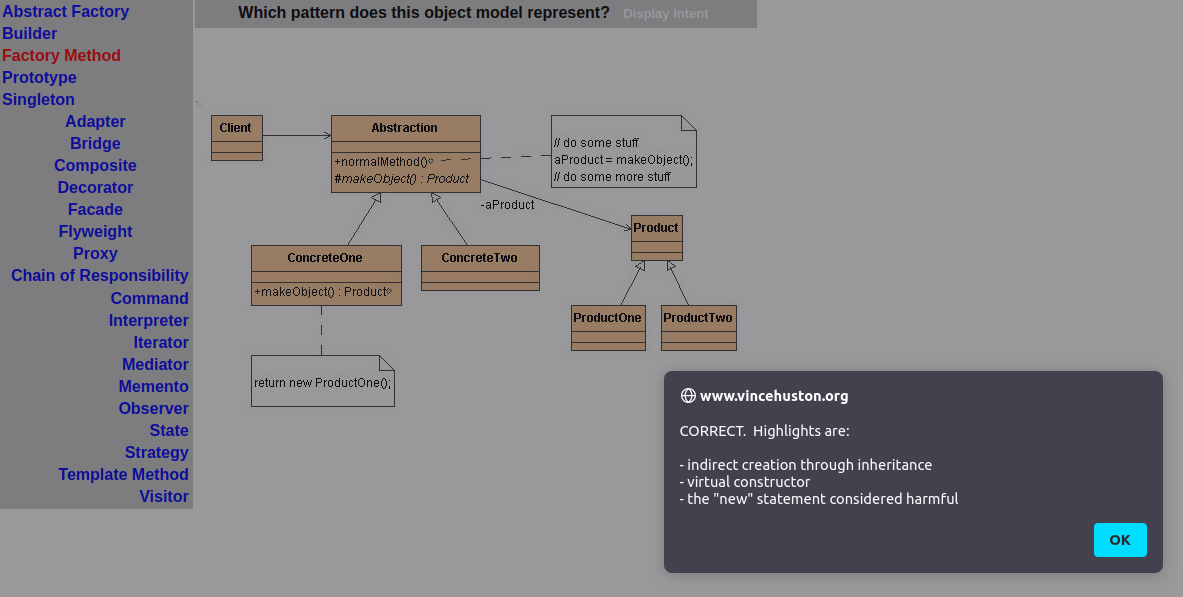 Abstract Factory
Builder
Factory Method
Prototype
Singleton
Adapter
Bridge
Composite
Decorator
Facade
Flyweight
Proxy
Chain of Responsibility
Command
Interpreter
Iterator
Mediator
Memento
Observer
State
Strategy
Template Method
Visitor
Which pattern does this object model represent? Display Intent
Client
Abstraction
+normalMethod()
#makeObject() : Product
// do some stuff
aProduct = makeObject();
// do some more stuff
-aProduct
Product
ConcreteOne
+makeObject() : Product
ConcreteTwo
ProductOne
ProductTwo
return new ProductOne();
www.vincehuston.org
CORRECT. Highlights are:
- indirect creation through inheritance
- virtual constructor
- the "new" statement considered harmful
OK